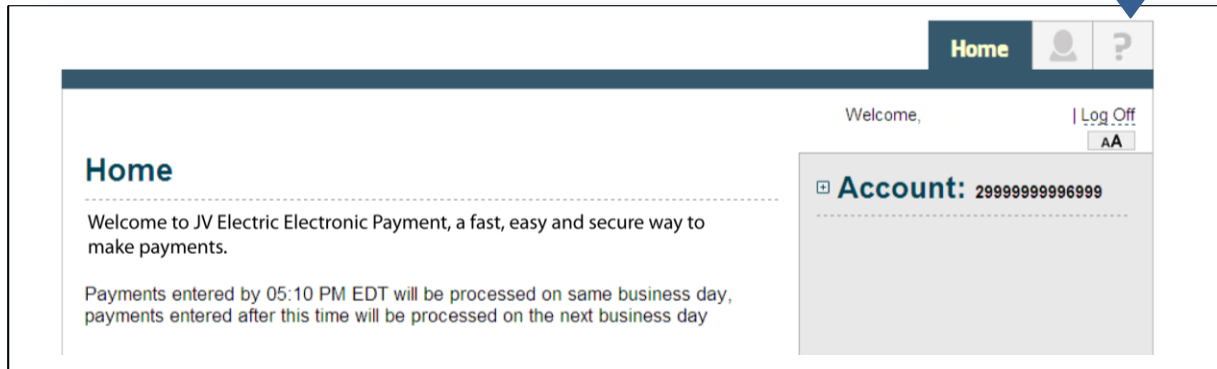 Home ?
Welcome, | Log Off
AA
Home
Account: 29999999996999
Welcome to JV Electric Electronic Payment, a fast, easy and secure way to
make payments.
Payments entered by 05:10 PM EDT will be processed on same business day,
payments entered after this time will be processed on the next business day